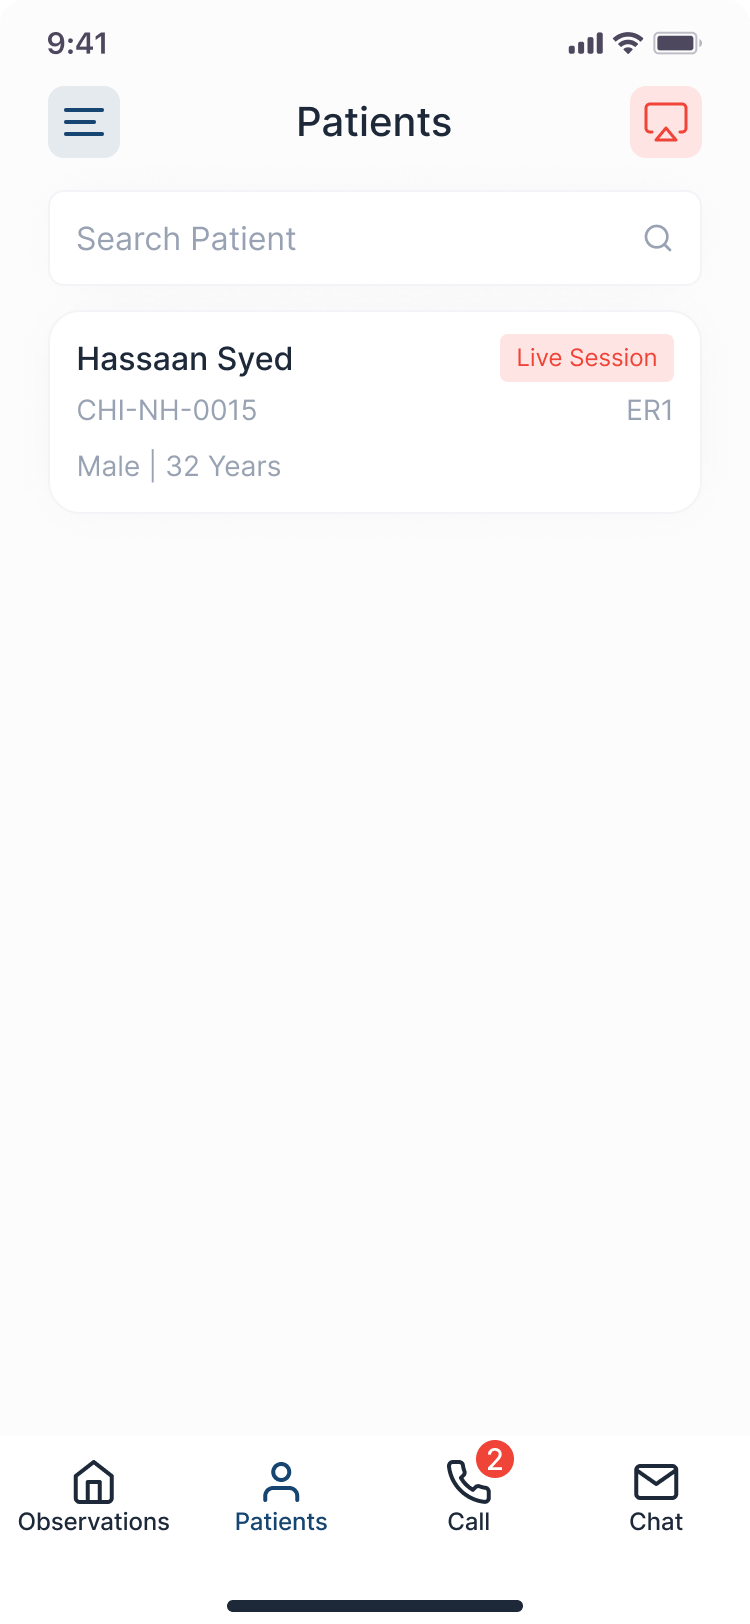 9:41
Patients
Search Patient
Hassaan Syed
Live Session
CHI-NH-0015
ER1
Male | 32 Years
2
Observations
Patients
Call
Chat